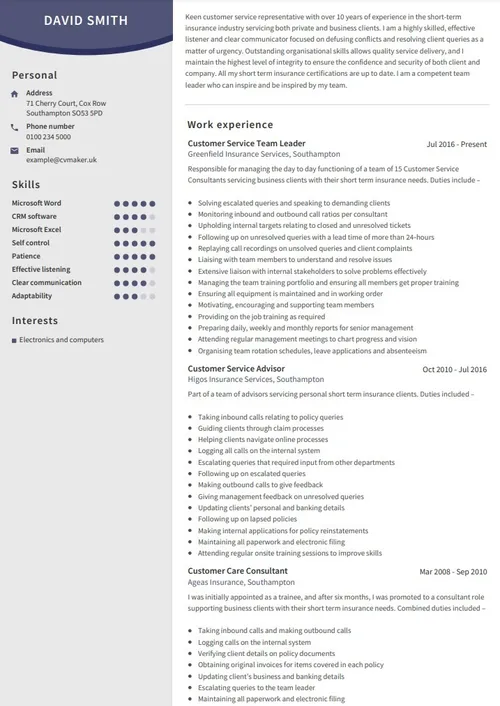 DAVID SMITH
Personal
Address
71 Cherry Court, Cox Row
Southampton SO53 5PD
Phone number
0100 234 5000
Email
example@cvmaker.uk
Skills
Microsoft Word
CRM software
Microsoft Excel
Self control
Patience
Effective listening
Clear communication
Adaptability
Interests
Electronics and computers
Keen customer service representative with over 10 years of experience in the short-term
insurance industry servicing both private and business clients. I am a highly skilled, effective
listener and clear communicator focused on defusing conflicts and resolving client queries as a
matter of urgency. Outstanding organisational skills allows quality service delivery, and I
maintain the highest level of integrity to ensure the confidence and security of both client and
company. All my short term insurance certifications are up to date. I am a competent team
leader who can inspire and be inspired by my team.
Work experience
Customer Service Team Leader Jul 2016 - Present
Greenfield Insurance Services, Southampton
Responsible for managing the day to day functioning of a team of 15 Customer Service
Consultants servicing business clients with their short term insurance needs. Duties include –
Solving escalated queries and speaking to demanding clients
Monitoring inbound and outbound call ratios per consultant
Upholding internal targets relating to closed and unresolved tickets
Following up on unresolved queries with a lead time of more than 24-hours
Replaying call recordings on unsolved queries and client complaints
Liaising with team members to understand and resolve issues
Extensive liaison with internal stakeholders to solve problems effectively
Managing the team training portfolio and ensuring all members get proper training
Ensuring all equipment is maintained and in working order
Motivating, encouraging and supporting team members
Providing on the job training as required
Preparing daily, weekly and monthly reports for senior management
Attending regular management meetings to chart progress and vision
Organising team rotation schedules, leave applications and absenteeism
Customer Service Advisor Oct 2010 - Jul 2016
Higos Insurance Services, Southampton
Part of a team of advisors servicing personal short term insurance clients. Duties included –
Taking inbound calls relating to policy queries
Guiding clients through claim processes
Helping clients navigate online processes
Logging all calls on the internal system
Escalating queries that required input from other departments
Following up on escalated queries
Making outbound calls to give feedback
Giving management feedback on unresolved queries
Updating clients' personal and banking details
Following up on lapsed policies
Making internal applications for policy reinstatements
Maintaining all paperwork and electronic filing
Attending regular onsite training sessions to improve skills
Customer Care Consultant Mar 2008 - Sep 2010
Ageas Insurance, Southampton
I was initially appointed as a trainee, and after six months, I was promoted to a consultant role
supporting business clients with their short term insurance needs. Combined duties included –
Taking inbound calls and making outbound calls
Logging calls on the internal system
Verifying client details on policy documents
Obtaining original invoices for items covered in each policy
Updating client's business and banking details
Escalating queries to the team leader
Maintaining all paperwork and electronic filing